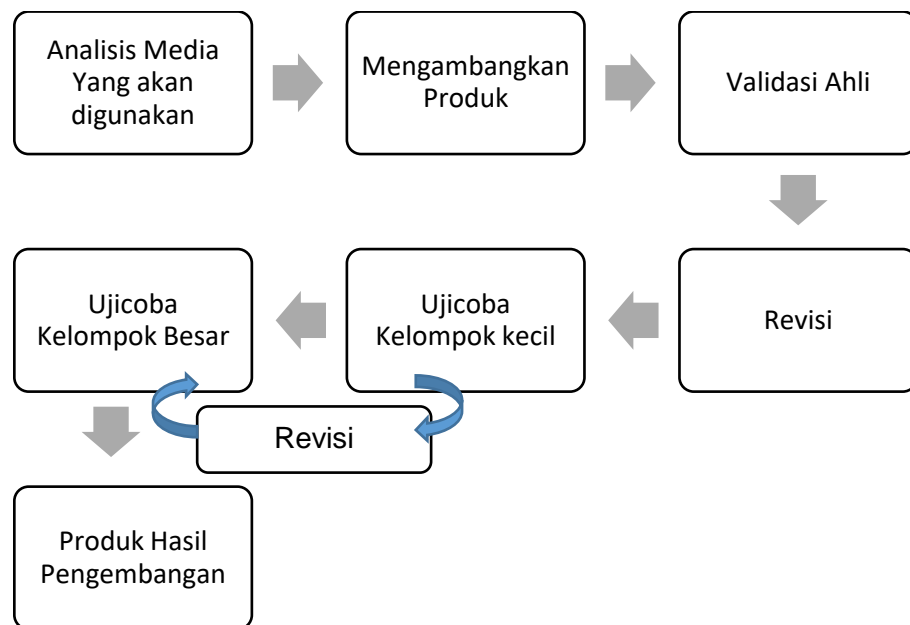 Analisis Media
Yang akan
digunakan
Mengambangkan
Produk
Validasi Ahli
Revisi
Ujicoba
Kelompok kecil
Ujicoba
Kelompok Besar
Revisi
Produk Hasil
Pengembangan